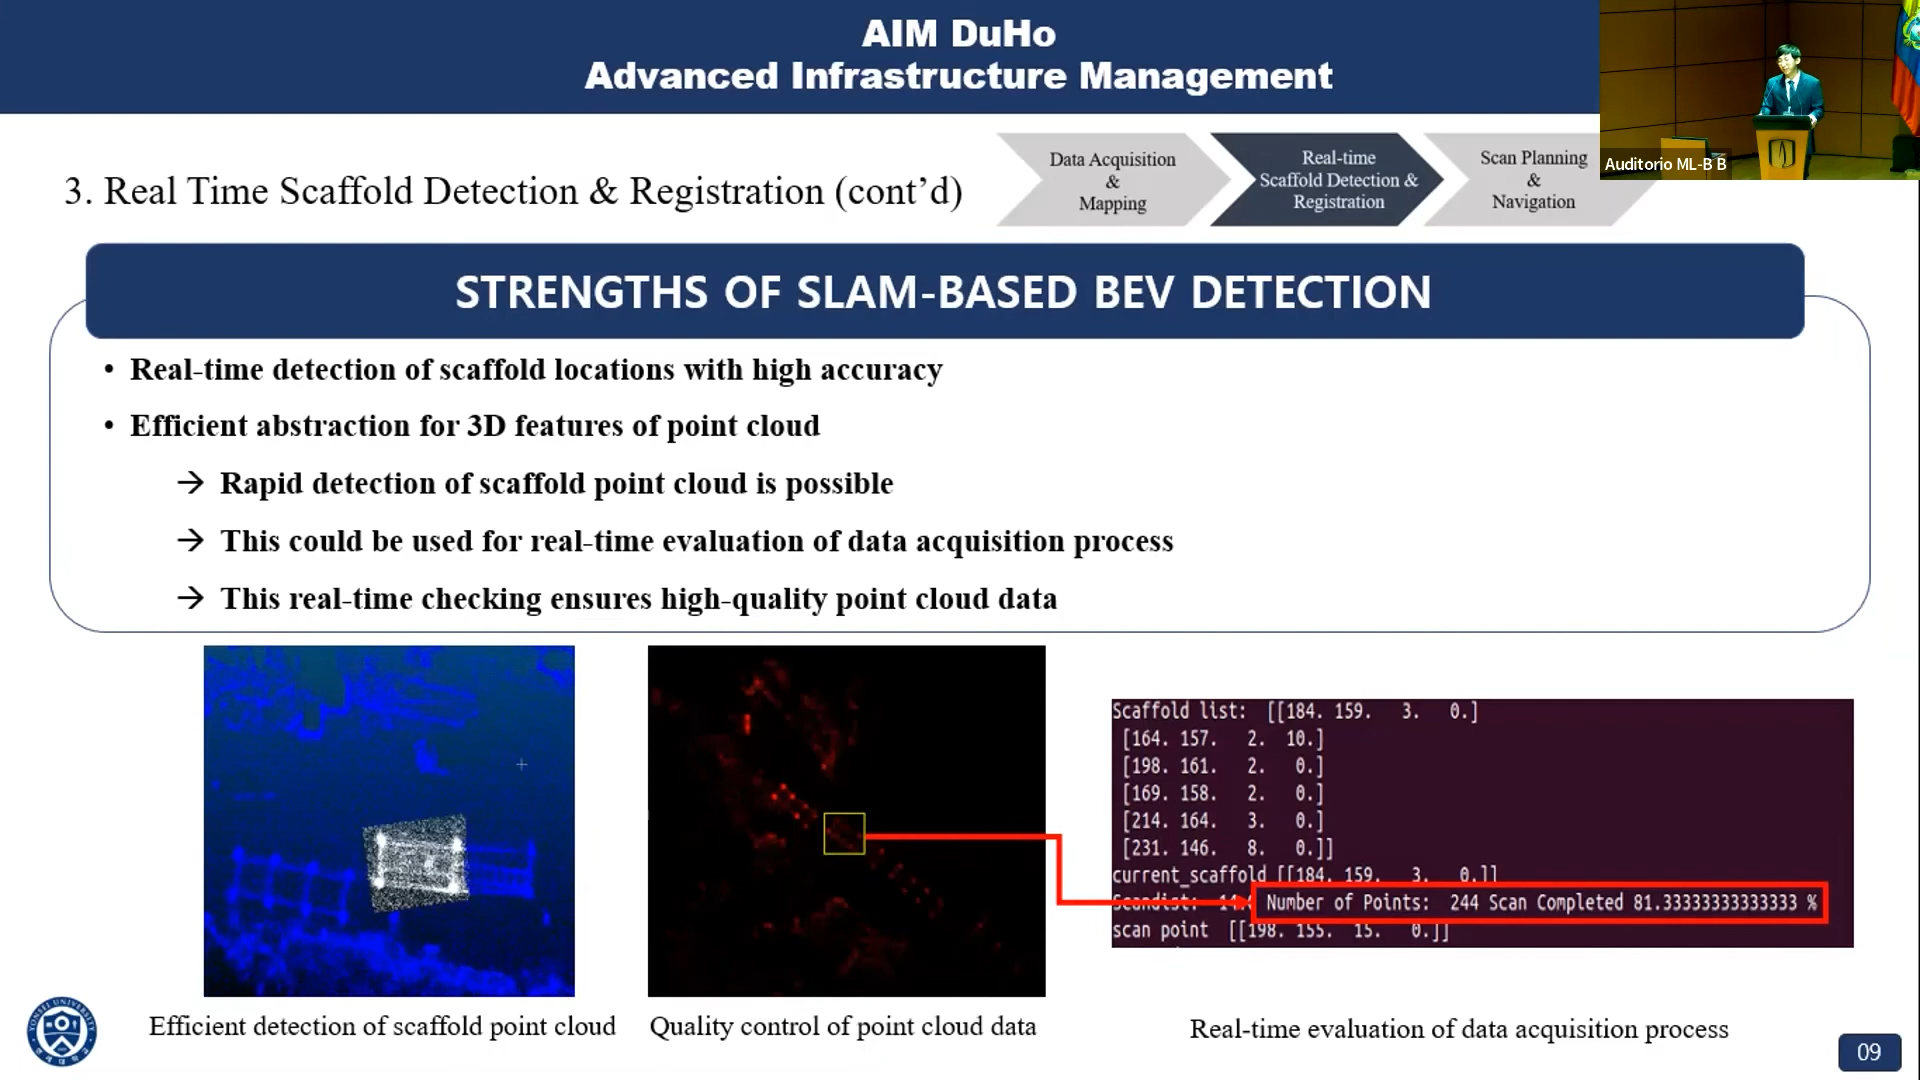 AIM DuHo
Advanced Infrastructure Management
Auditorio ML-B B
3. Real Time Scaffold Detection & Registration (cont’d)
Data Acquisition
&
Mapping
Real-time
Scaffold Detection &
Registration
Scan Planning
&
Navigation
STRENGTHS OF SLAM-BASED BEV DETECTION
• Real-time detection of scaffold locations with high accuracy
• Efficient abstraction for 3D features of point cloud
→ Rapid detection of scaffold point cloud is possible
→ This could be used for real-time evaluation of data acquisition process
→ This real-time checking ensures high-quality point cloud data
Scaffold list: [[184. 159. 3. 0.]
[164. 157. 2. 10.]
[198. 161. 2. 0.]
[169. 158. 2. 0.]
[214. 164. 3. 0.]
[231. 146. 8. 0.]]
current_scaffold [[184. 159. 3. 0.]]
Number of Points: 244 Scan Completed 81.33333333333333 %
scan point [[198. 155. 15. 0.]]
Efficient detection of scaffold point cloud
Quality control of point cloud data
Real-time evaluation of data acquisition process
YONSEI UNIVERSITY
09